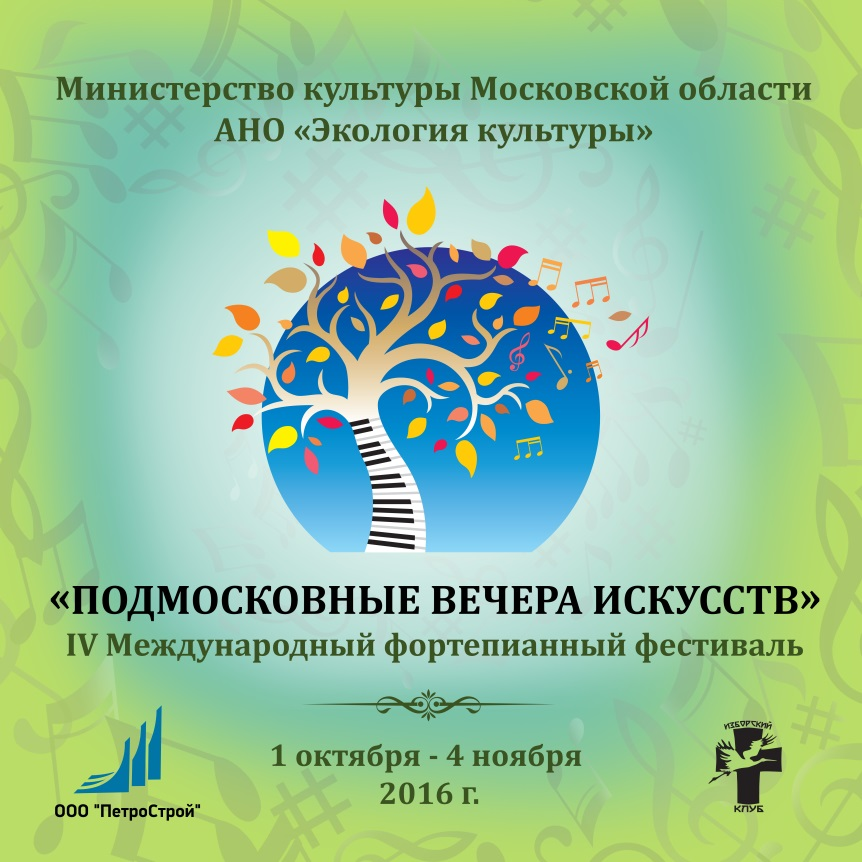 Министерство культуры Московской области
АНО «Экология культуры»
«ПОДМОСКОВНЫЕ ВЕЧЕРА ИСКУССТВ»
IV Международный фортепианный фестиваль
1 октября - 4 ноября
2016 г.
ООО "ПетроСтрой"
ИЗБОРСКИЙ
КЛУБ